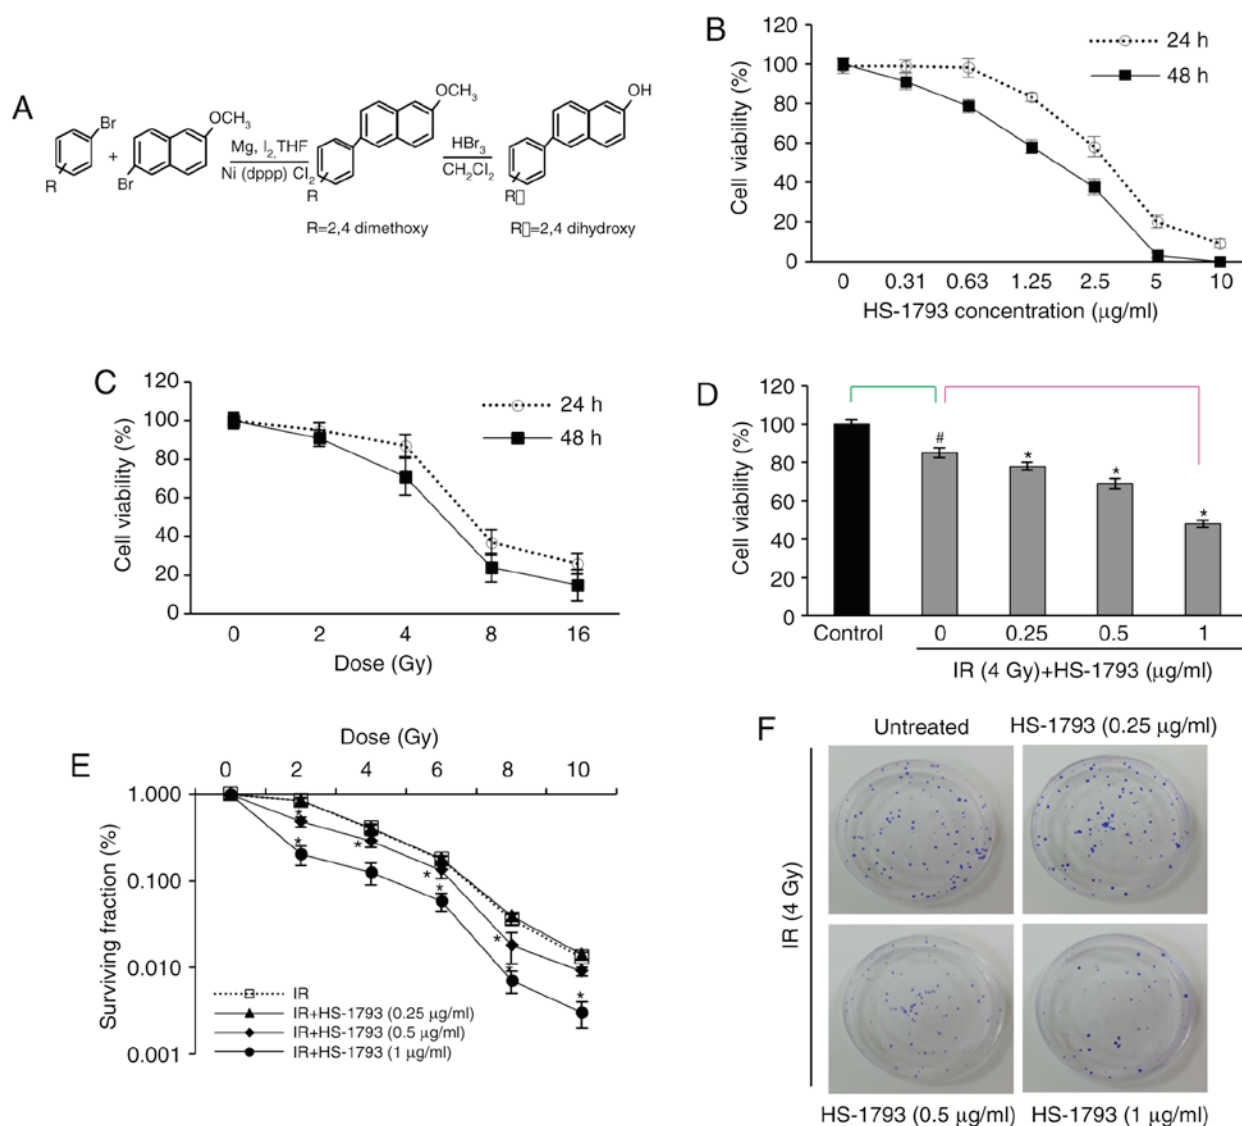 A
Br
R
+
Br
OCH3
Mg, I2,THF
Ni (dppp) Cl2
OCH3
R
R=2,4 dimethoxy
HBr3
CH2Cl2
OH
R▯
R▯=2,4 dihydroxy
B
120
100
80
60
40
20
0
Cell viability (%)
24 h
48 h
0 0.31 0.63 1.25 2.5 5 10
HS-1793 concentration (μg/ml)
C
120
100
80
60
40
20
0
Cell viability (%)
24 h
48 h
0 2 4 8 16
Dose (Gy)
D
120
100
80
60
40
20
0
Cell viability (%)
#
*
*
*
Control 0 0.25 0.5 1
IR (4 Gy)+HS-1793 (μg/ml)
E
Dose (Gy)
0 2 4 6 8 10
1.000
0.100
0.010
0.001
Surviving fraction (%)
*
*
*
*
*
*
*
*
IR
IR+HS-1793 (0.25 μg/ml)
IR+HS-1793 (0.5 μg/ml)
IR+HS-1793 (1 μg/ml)
F
Untreated
HS-1793 (0.25 μg/ml)
IR (4 Gy)
HS-1793 (0.5 μg/ml)
HS-1793 (1 μg/ml)